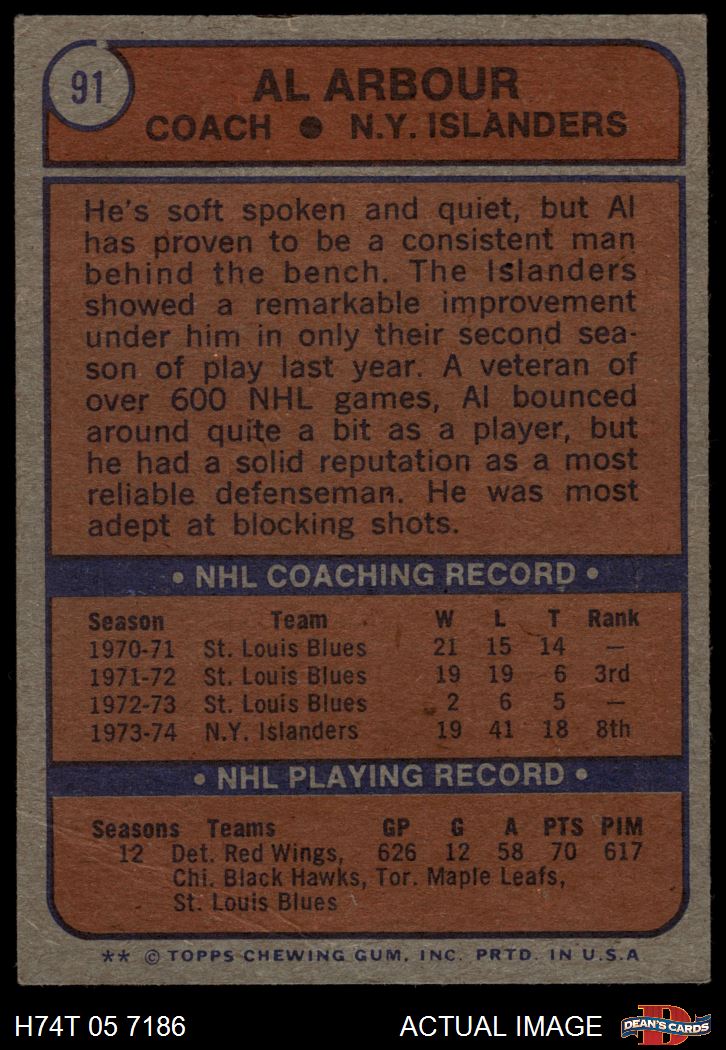 91
AL ARBOUR
COACH ● N.Y. ISLANDERS
He's soft spoken and quiet, but Al
has proven to be a consistent man
behind the bench. The Islanders
showed a remarkable improvement
under him in only their second sea-
son of play last year. A veteran of
over 600 NHL games, Al bounced
around quite a bit as a player, but
he had a solid reputation as a most
reliable defenseman. He was most
adept at blocking shots.
• NHL COACHING RECORD •
Season Team W L T Rank
1970-71 St. Louis Blues 21 15 14 —
1971-72 St. Louis Blues 19 19 6 3rd
1972-73 St. Louis Blues 2 6 5 —
1973-74 N.Y. Islanders 19 41 18 8th
• NHL PLAYING RECORD •
Seasons Teams GP G A PTS PIM
12 Det. Red Wings, 626 12 58 70 617
Chi. Black Hawks, Tor. Maple Leafs,
St. Louis Blues
** © TOPPS CHEWING GUM, INC. PRTD. IN U.S.A
H74T 05 7186 ACTUAL IMAGE D DEAN'S CARDS